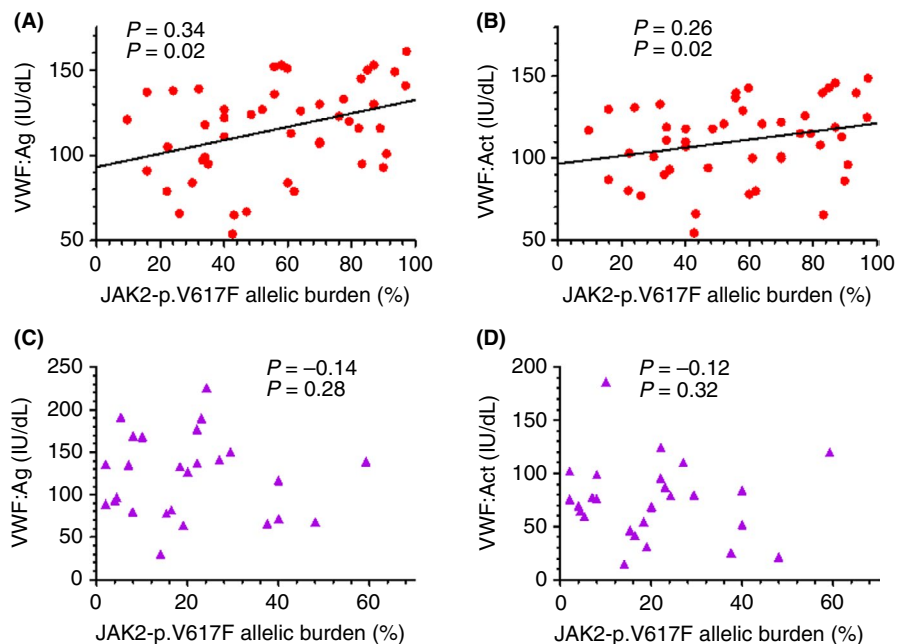 (A)
P = 0.34
P = 0.02
VWF:Ag (IU/dL)
150
100
50
0 20 40 60 80 100
JAK2-p.V617F allelic burden (%)
(B)
P = 0.26
P = 0.02
VWF:Act (IU/dL)
150
100
50
0 20 40 60 80 100
JAK2-p.V617F allelic burden (%)
(C)
P = –0.14
P = 0.28
VWF:Ag (IU/dL)
250
200
150
100
50
0
0 20 40 60
JAK2-p.V617F allelic burden (%)
(D)
P = –0.12
P = 0.32
VWF:Act (IU/dL)
200
150
100
50
0
0 20 40 60
JAK2-p.V617F allelic burden (%)